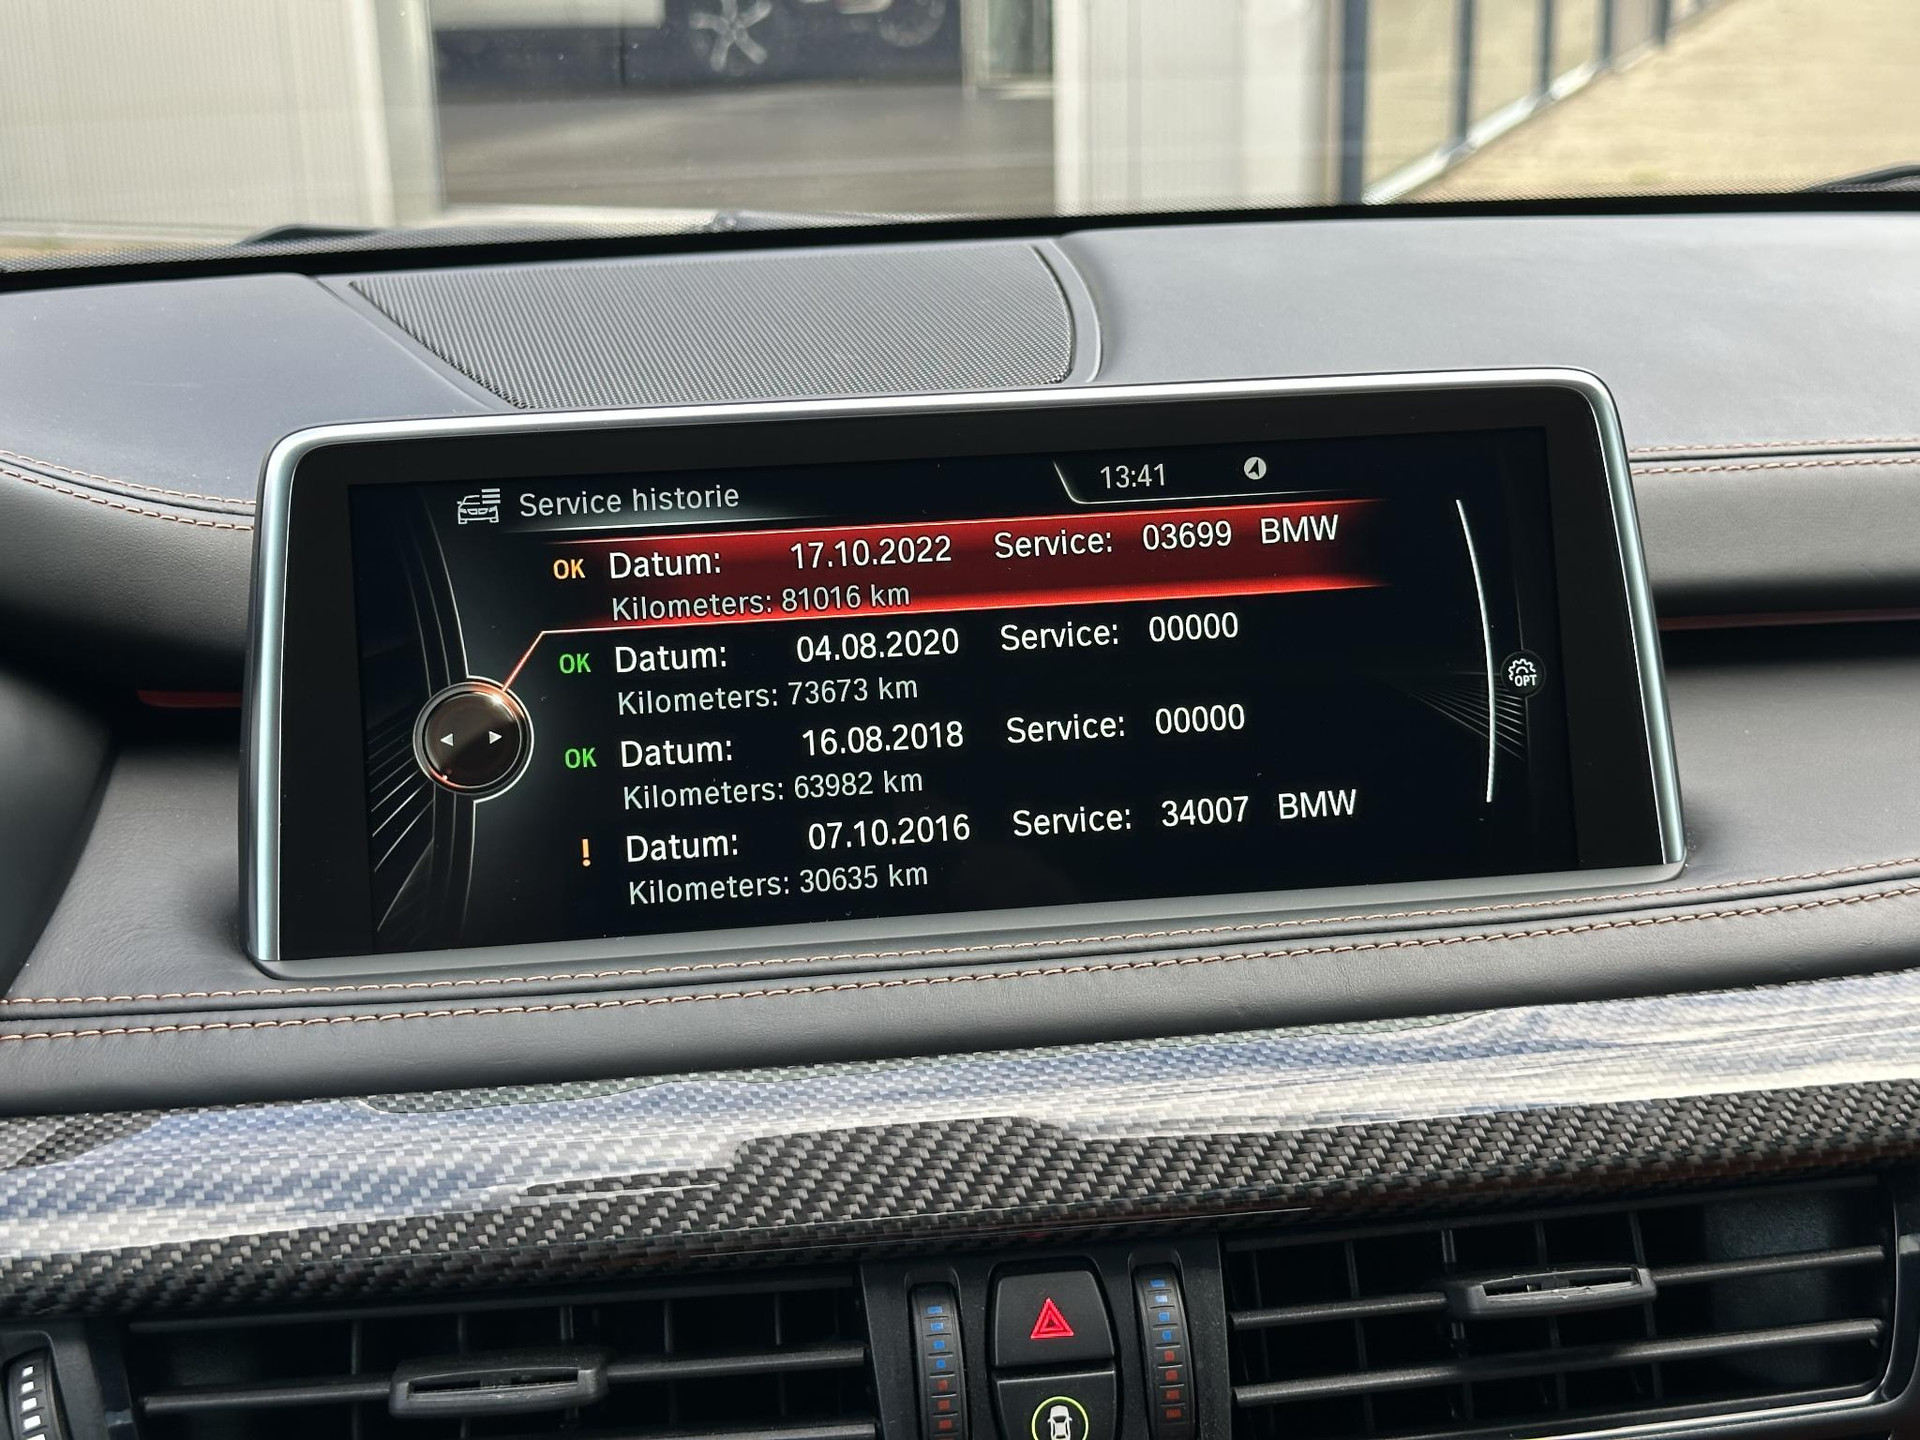 Service historie 13:41
OK Datum: 17.10.2022 Service: 03699 BMW
Kilometers: 81016 km
OK Datum: 04.08.2020 Service: 00000
Kilometers: 73673 km
OK Datum: 16.08.2018 Service: 00000
Kilometers: 63982 km
! Datum: 07.10.2016 Service: 34007 BMW
Kilometers: 30635 km
OPT